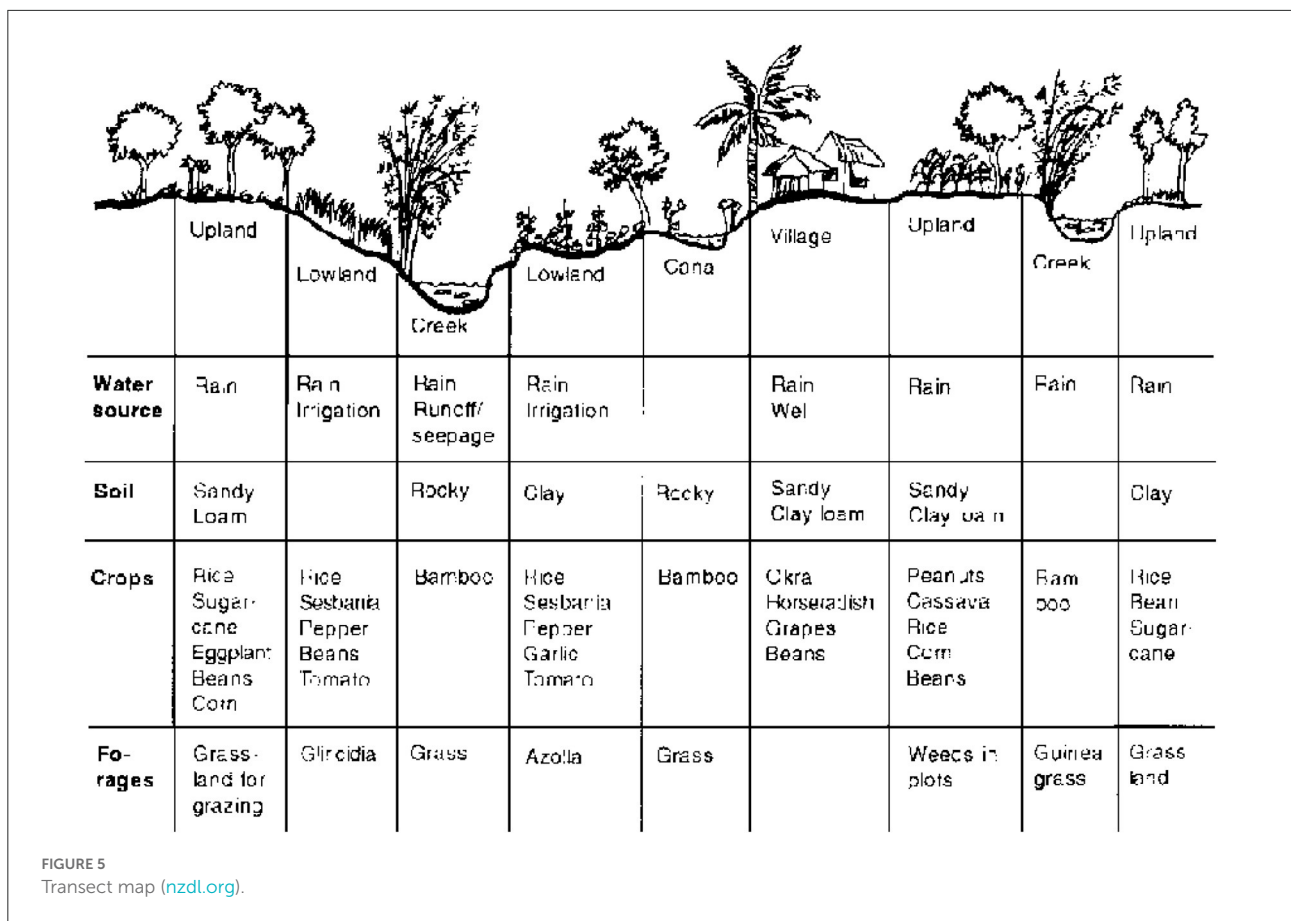 Upland
Lowland
Creek
Lowland
Cana
Village
Upland
Creek
Upland
Water source
Rain
Rain
Irrigation
Rain
Runoff/
seepage
Rain
Irrigation
Rain
Wel
Rain
Rain
Rain
Soil
Sandy
Loam
Rocky
Clay
Rocky
Sandy
Clay loam
Sandy
Clay loam
Clay
Crops
Rice
Sugar-
cane
Eggplant
Beans
Corn
Rice
Sesbania
Pepper
Beans
Tomato
Bamboo
Rice
Sesbania
Pepper
Garlic
Tomato
Bamboo
Okra
Horseradish
Grapes
Beans
Peanuts
Cassava
Rice
Corn
Beans
Bam
boo
Rice
Bean
Sugar-
cane
Fo-
rages
Grass-
land for
grazing
Gliricidia
Grass
Azolla
Grass
Weeds in
plots
Guinea
grass
Grass
land
FIGURE 5
Transect map (nzdl.org).